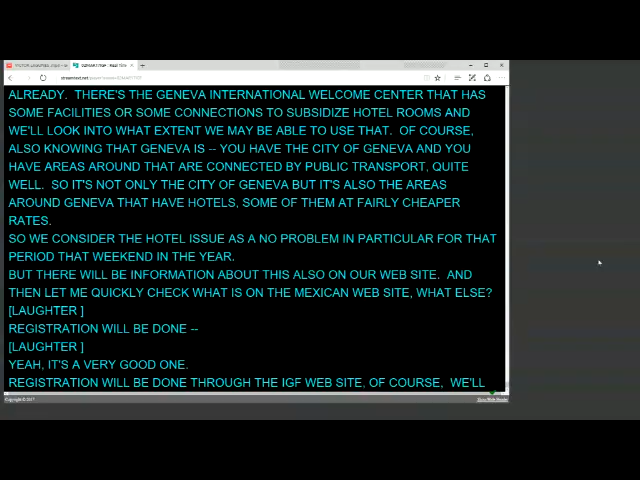 ALREADY.  THERE'S THE GENEVA INTERNATIONAL WELCOME CENTER THAT HAS
SOME FACILITIES OR SOME CONNECTIONS TO SUBSIDIZE HOTEL ROOMS AND
WE'LL LOOK INTO WHAT EXTENT WE MAY BE ABLE TO USE THAT.  OF COURSE,
ALSO KNOWING THAT GENEVA IS -- YOU HAVE THE CITY OF GENEVA AND YOU
HAVE AREAS AROUND THAT ARE CONNECTED BY PUBLIC TRANSPORT, QUITE
WELL.  SO IT'S NOT ONLY THE CITY OF GENEVA BUT IT'S ALSO THE AREAS
AROUND GENEVA THAT HAVE HOTELS, SOME OF THEM AT FAIRLY CHEAPER
RATES.
SO WE CONSIDER THE HOTEL ISSUE AS A NO PROBLEM IN PARTICULAR FOR THAT
PERIOD THAT WEEKEND IN THE YEAR.
BUT THERE WILL BE INFORMATION ABOUT THIS ALSO ON OUR WEB SITE.  AND
THEN LET ME QUICKLY CHECK WHAT IS ON THE MEXICAN WEB SITE, WHAT ELSE?
[LAUGHTER ]
REGISTRATION WILL BE DONE --
[LAUGHTER ]
YEAH, IT'S A VERY GOOD ONE.
REGISTRATION WILL BE DONE THROUGH THE IGF WEB SITE, OF COURSE,  WE'LL